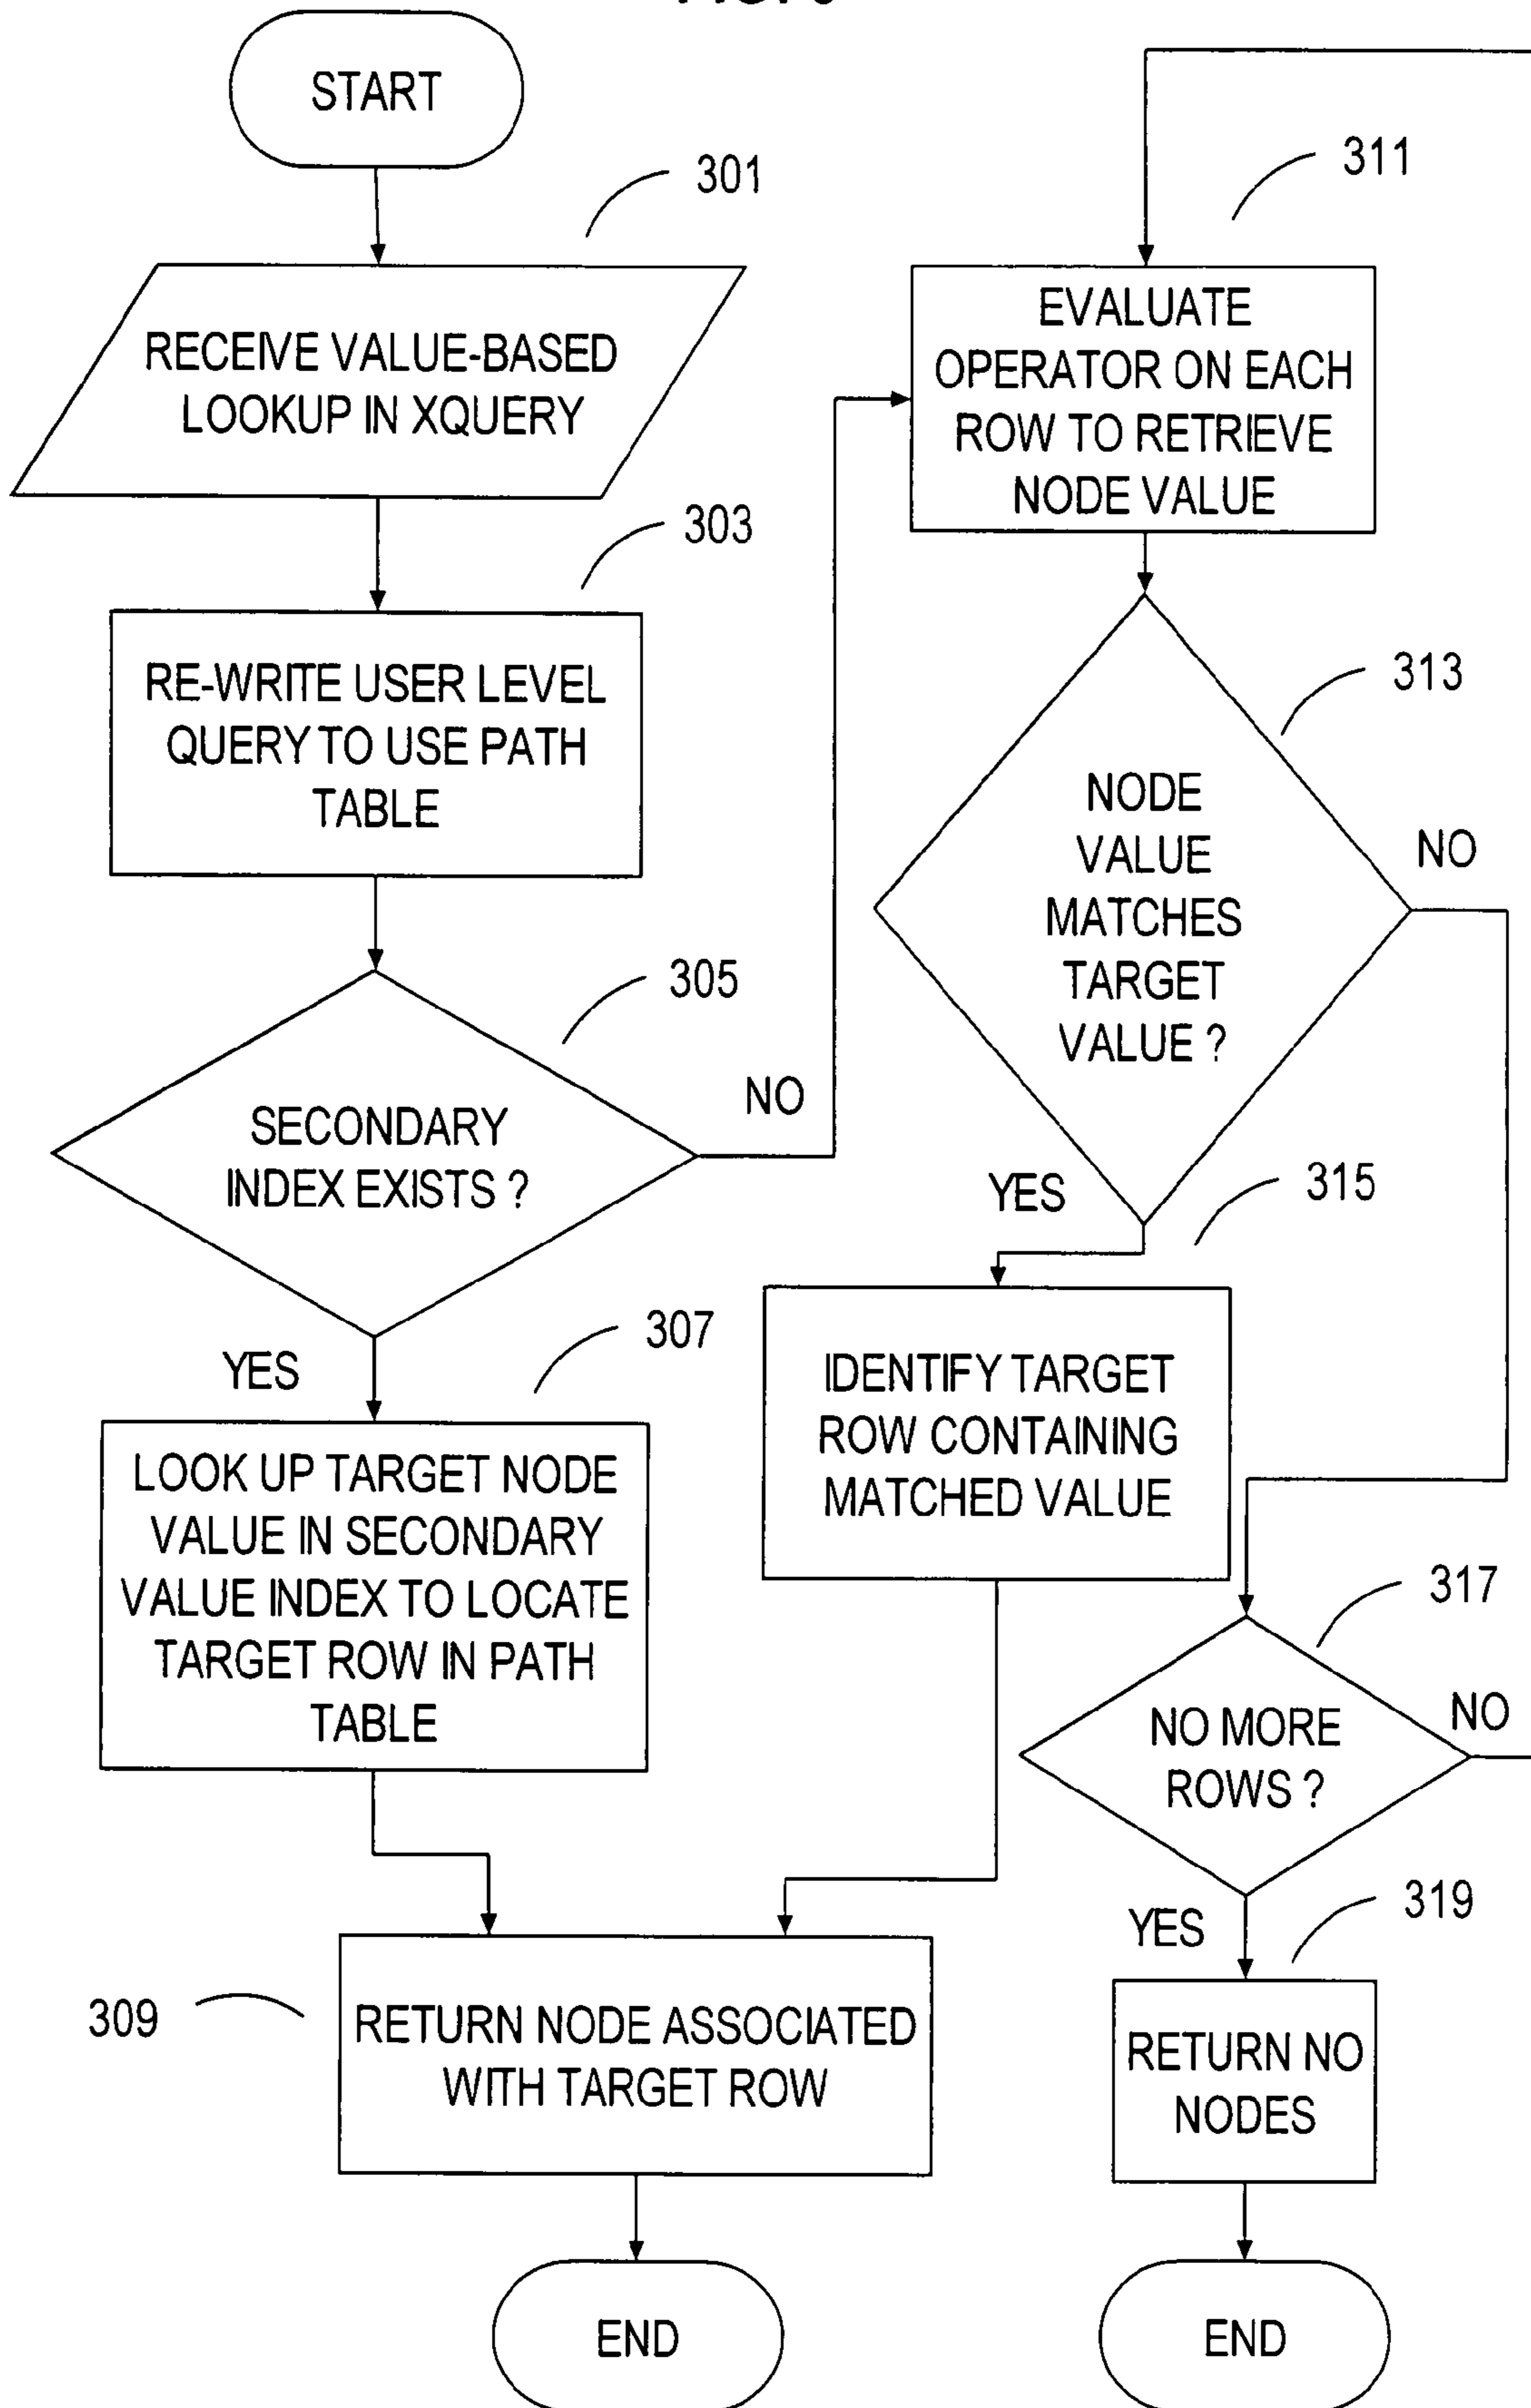 START
301
RECEIVE VALUE-BASED
LOOKUP IN XQUERY
303
RE-WRITE USER LEVEL
QUERY TO USE PATH
TABLE
305
SECONDARY
INDEX EXISTS ?
NO
YES
307
LOOK UP TARGET NODE
VALUE IN SECONDARY
VALUE INDEX TO LOCATE
TARGET ROW IN PATH
TABLE
309
RETURN NODE ASSOCIATED
WITH TARGET ROW
END
311
EVALUATE
OPERATOR ON EACH
ROW TO RETRIEVE
NODE VALUE
313
NODE
VALUE
MATCHES
TARGET
VALUE ?
NO
YES
315
IDENTIFY TARGET
ROW CONTAINING
MATCHED VALUE
317
NO MORE
ROWS ?
NO
YES
319
RETURN NO
NODES
END